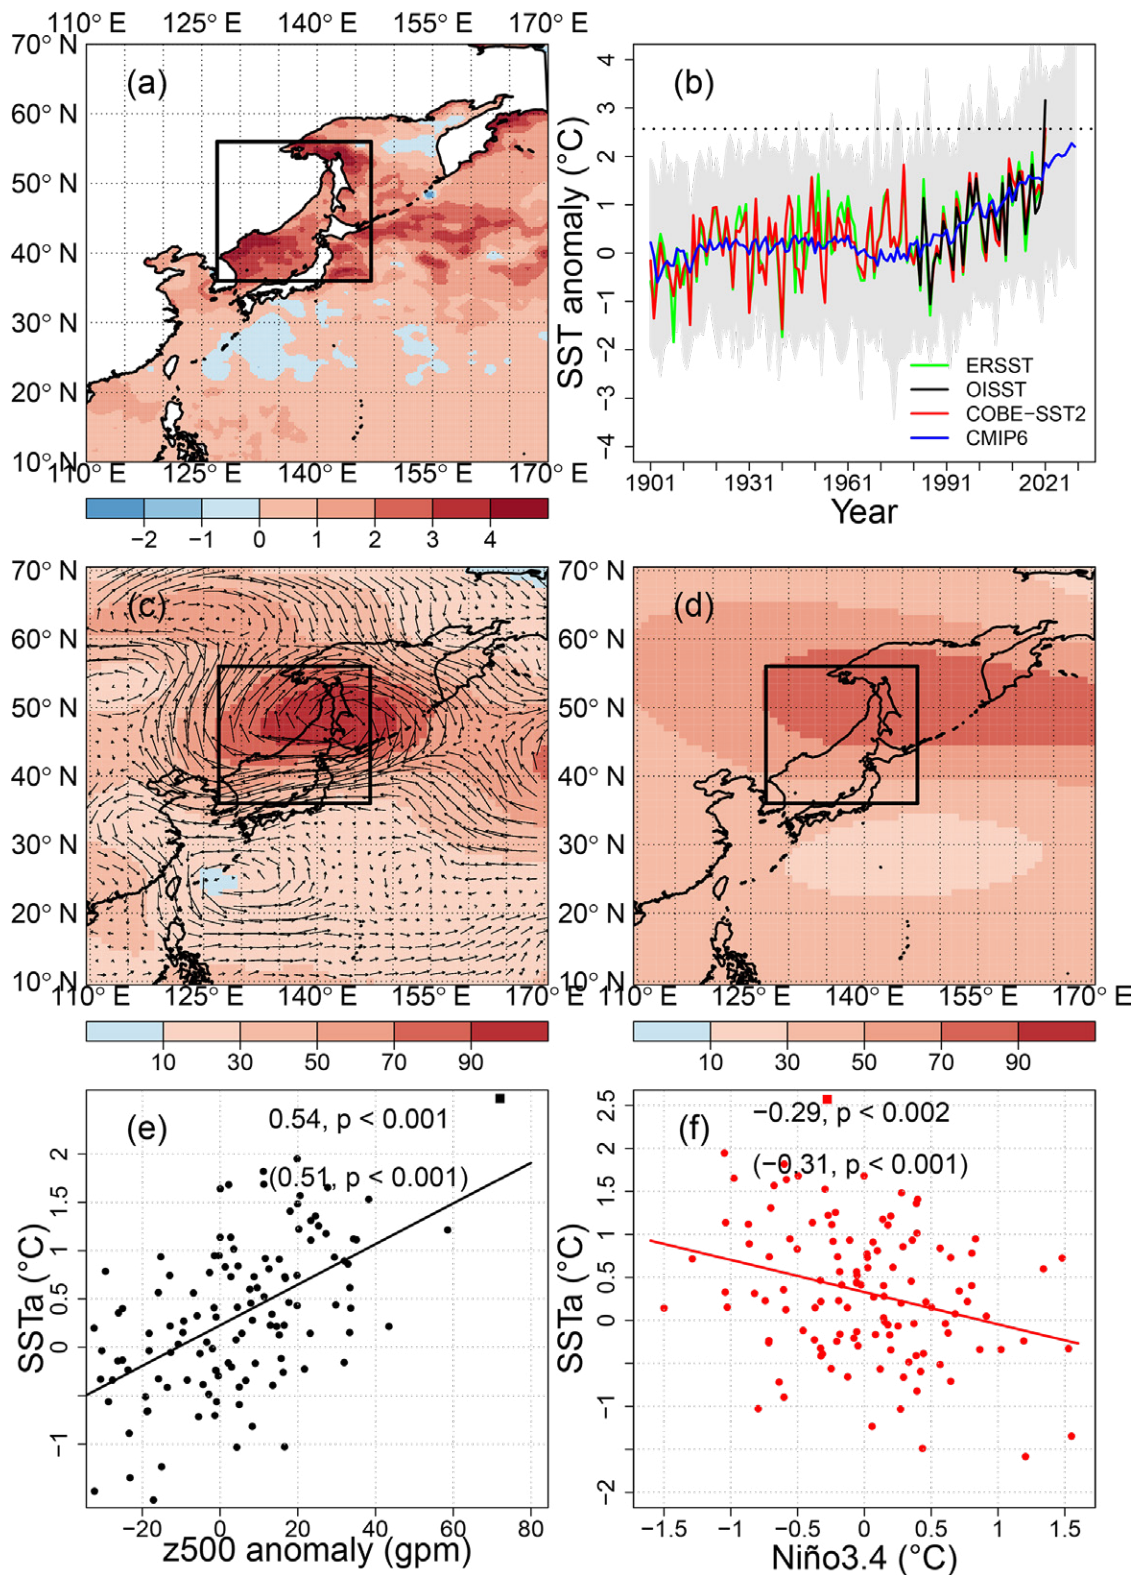 110° E 125° E 140° E 155° E 170° E
70° N
60° N
50° N
40° N
30° N
20° N
10° N
(a)
110° E 125° E 140° E 155° E 170° E
−2 −1 0 1 2 3 4
(b)
SST anomaly (°C)
4
3
2
1
0
−1
−2
−3
−4
ERSST
OISST
COBE−SST2
CMIP6
1901 1931 1961 1991 2021
Year
70° N
60° N
50° N
40° N
30° N
20° N
10° N
(c)
110° E 125° E 140° E 155° E 170° E
10 30 50 70 90
70° N
60° N
50° N
40° N
30° N
20° N
10° N
(d)
110° E 125° E 140° E 155° E 170° E
10 30 50 70 90
(e)
0.54, p < 0.001
(0.51, p < 0.001)
SSTa (°C)
2
1.5
1
0.5
0
−1
−20 0 20 40 60 80
z500 anomaly (gpm)
(f)
−0.29, p < 0.002
(−0.31, p < 0.001)
SSTa (°C)
2.5
2
1.5
1
0.5
0
−1
−2
−1.5 −1 −0.5 0 0.5 1 1.5
Niño3.4 (°C)